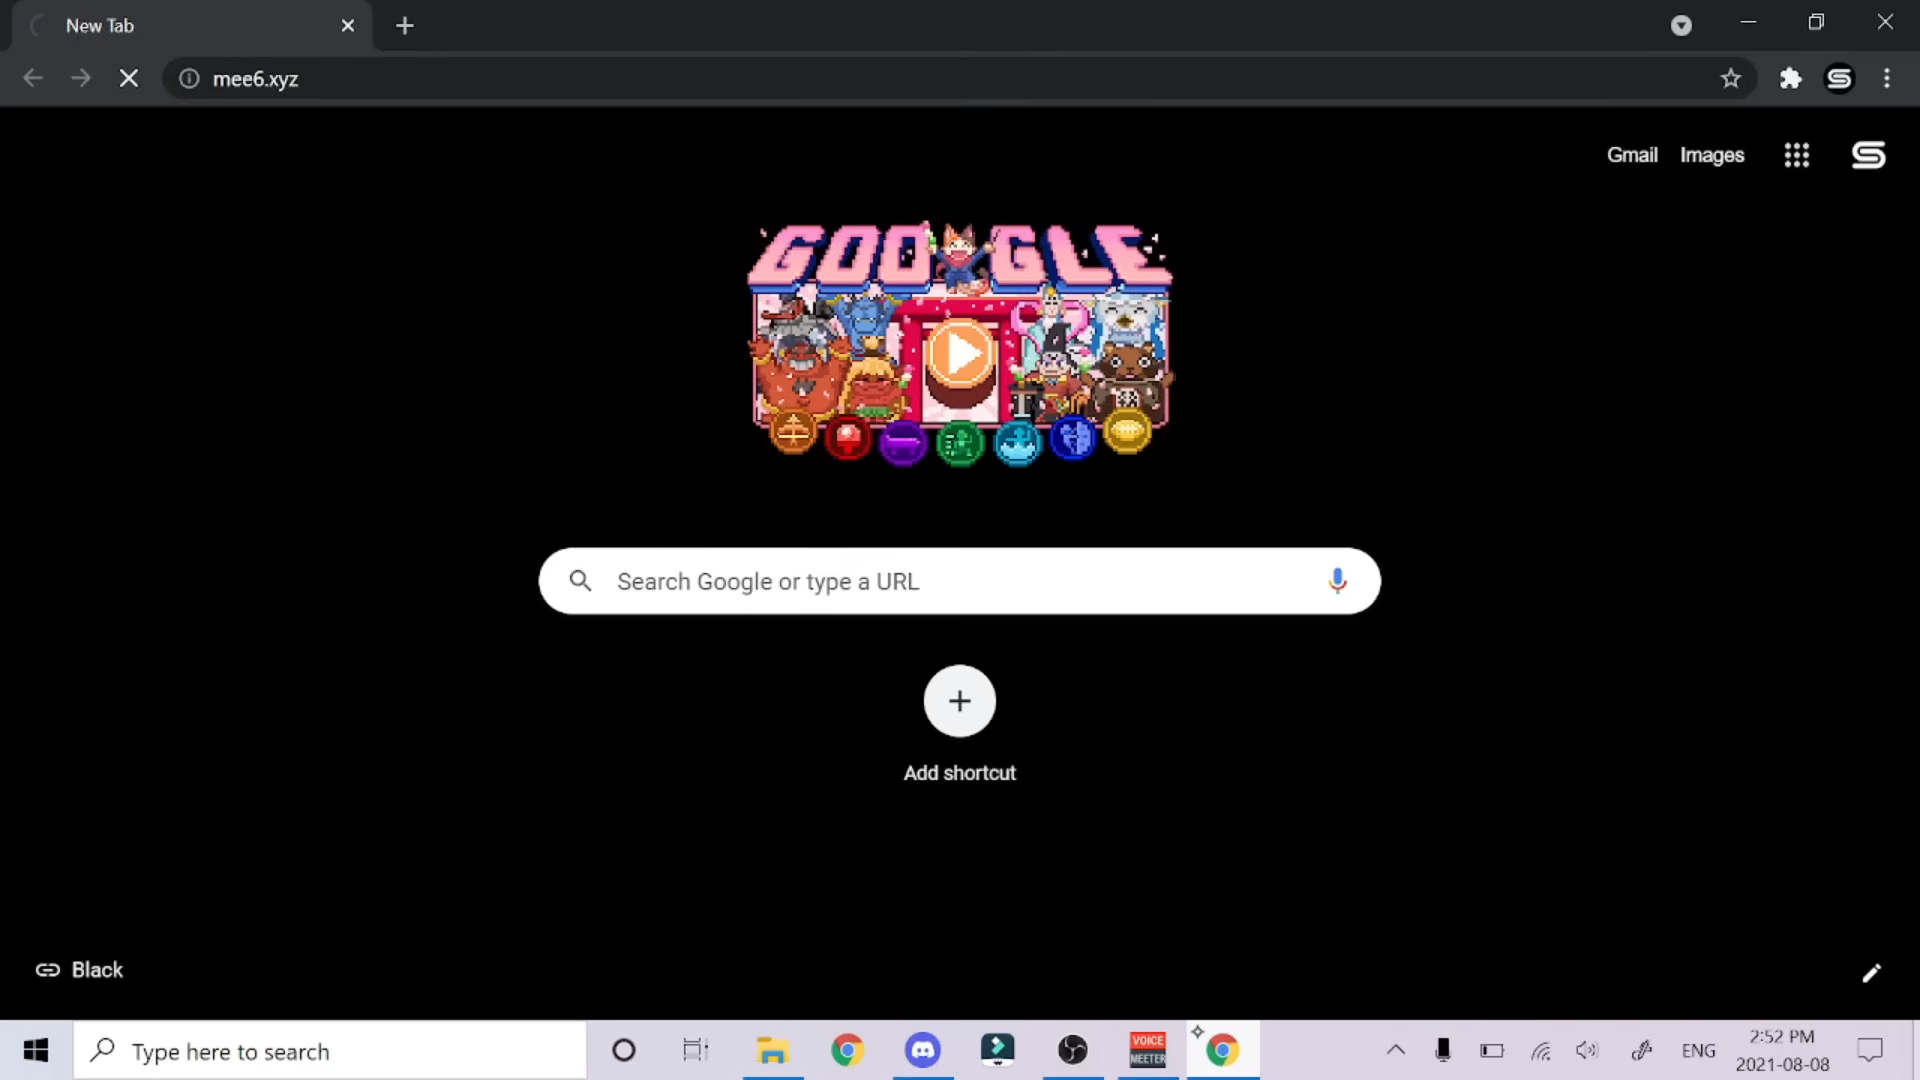 New Tab
mee6.xyz
Gmail Images
GOOGLE
Search Google or type a URL
Add shortcut
Black
Type here to search
VOICE
MEETER
ENG
2:52 PM
2021-08-08